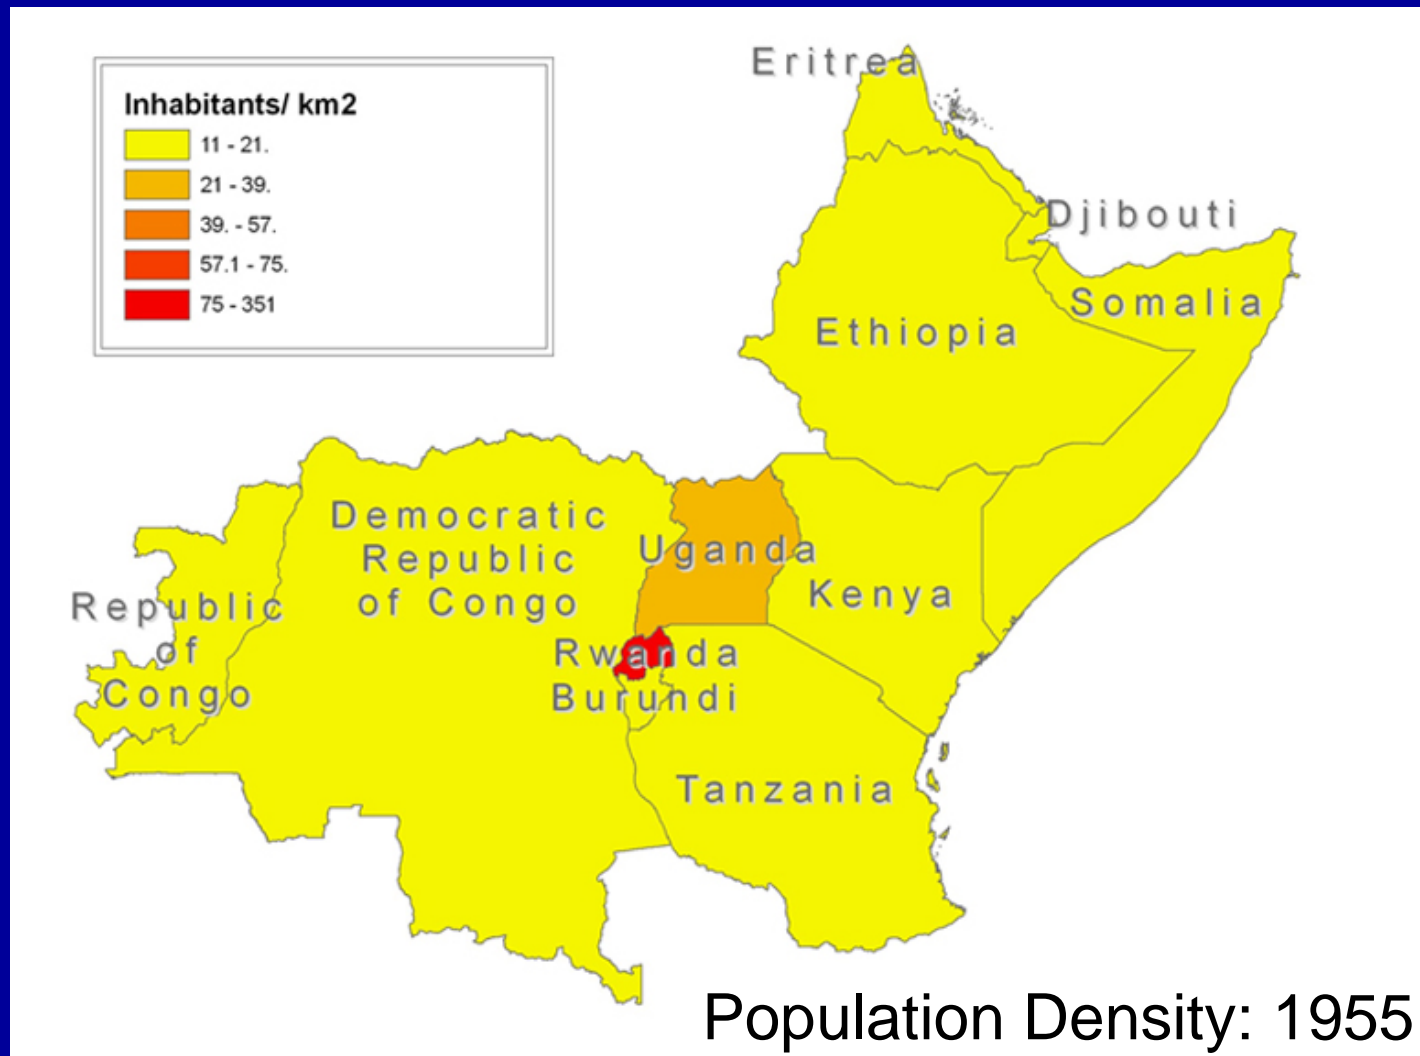 Eritrea
Inhabitants/ km2
11 - 21.
21 - 39.
39. - 57.
57.1 - 75.
75 - 351
Djibouti
Somalia
Ethiopia
Democratic
Republic
of Congo
Uganda
Kenya
Republic
of
Congo
Rwanda
Burundi
Tanzania
Population Density: 1955